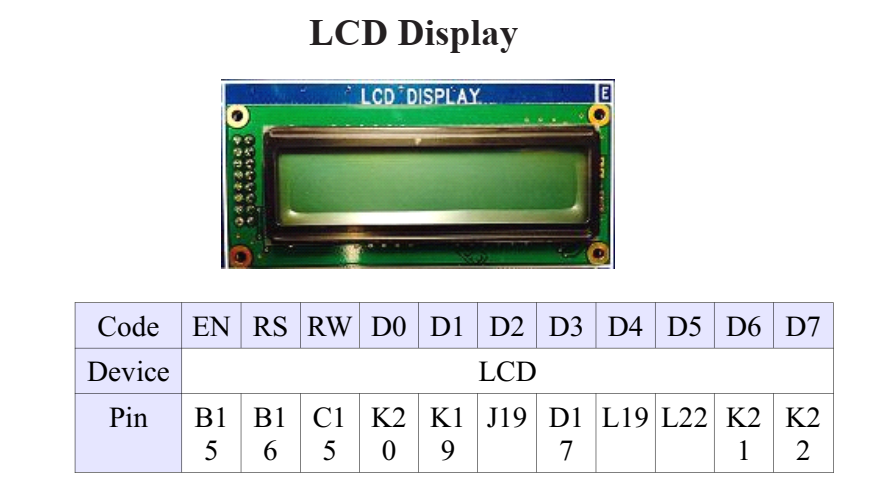 LCD Display
LCD DISPLAY E
Code EN RS RW D0 D1 D2 D3 D4 D5 D6 D7
Device LCD
Pin B15 B16 C15 K20 K19 J19 D17 L19 L22 K21 K22